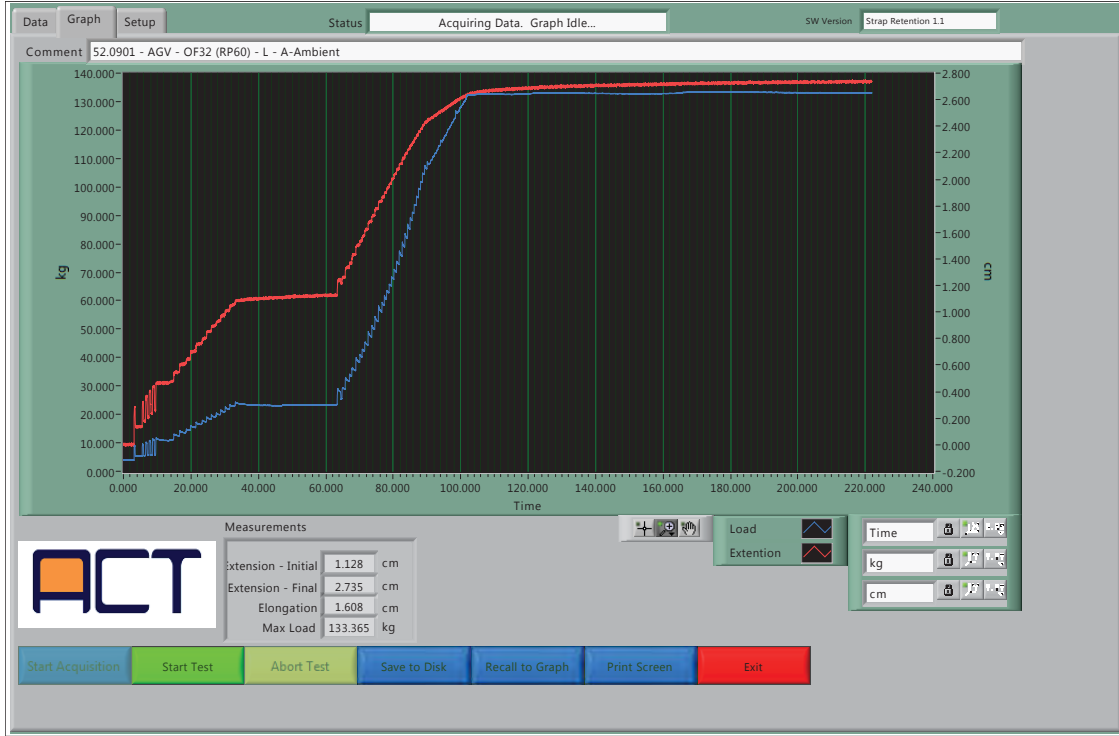 Data Graph Setup Status Acquiring Data. Graph Idle... SW Version Strap Retention 1.1
Comment 52.0901 - AGV - OF32 (RP60) - L - A-Ambient
140.000 2.800
130.000 2.600
120.000 2.400
110.000 2.200
100.000 2.000
90.000 1.800
80.000 1.600
70.000 1.400
kg cm
60.000 1.200
50.000 1.000
40.000 0.800
30.000 0.600
20.000 0.400
10.000 0.200
0.000 0.000
-0.200
0.000 20.000 40.000 60.000 80.000 100.000 120.000 140.000 160.000 180.000 200.000 220.000 240.000
Time
Measurements
Extension - Initial 1.128 cm
Extension - Final 2.735 cm
Elongation 1.608 cm
Max Load 133.365 kg
Load
Extention
Time
kg
cm
ACT
Start Acquisition Start Test Abort Test Save to Disk Recall to Graph Print Screen Exit